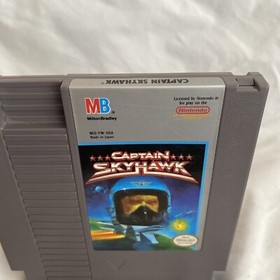 CAPTAIN SKYHAWK
MB
Milton Bradley
Licensed by Nintendo ®
for play on the
Nintendo
Made in Japan
CAPTAIN
SKYHAWK